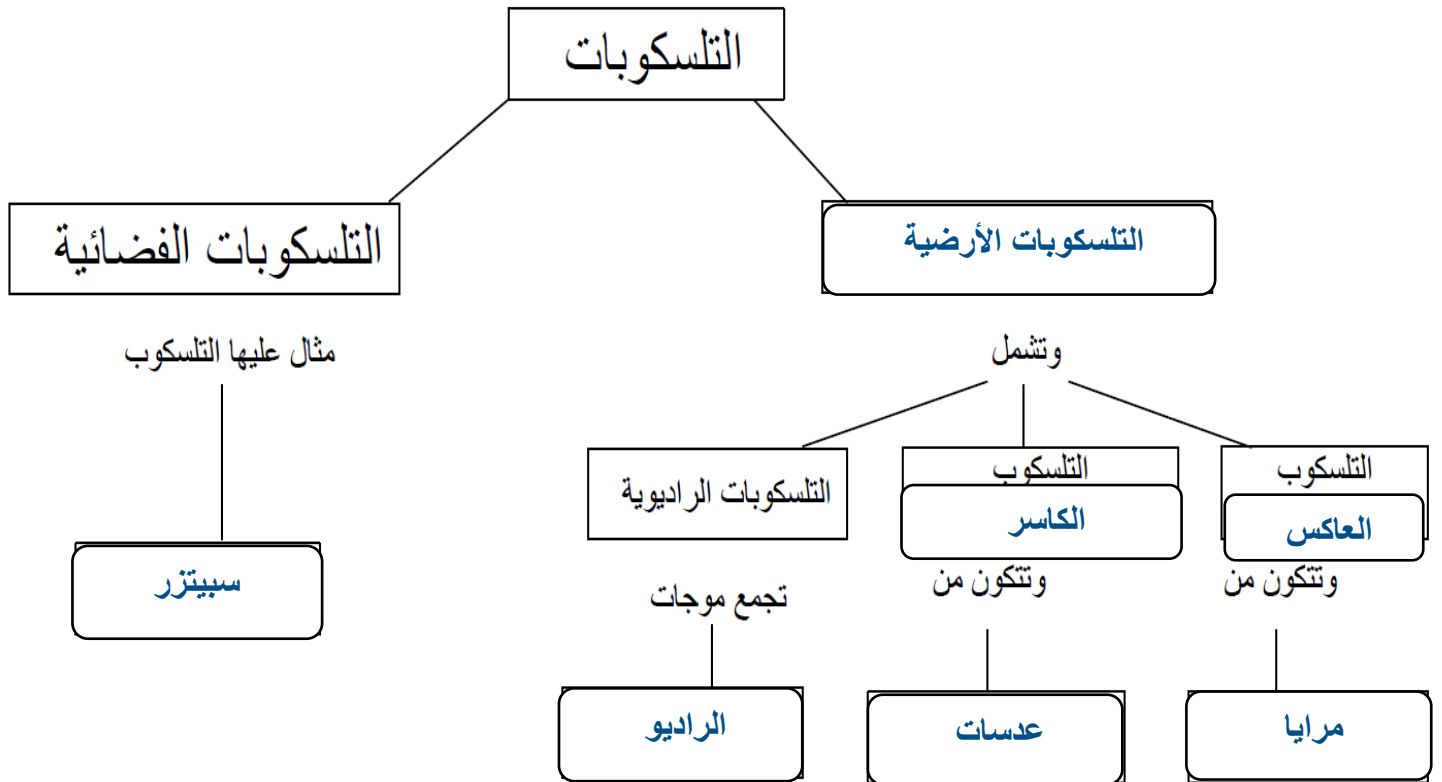 التلسكوبات
التلسكوبات الأرضية
التلسكوبات الفضائية
وتشمل
مثال عليها التلسكوب
التلسكوب
العاكس
التلسكوب
الكاسر
التلسكوبات الراديوية
سبيتزر
وتتكون من
وتتكون من
تجمع موجات
مرايا
عدسات
الراديو